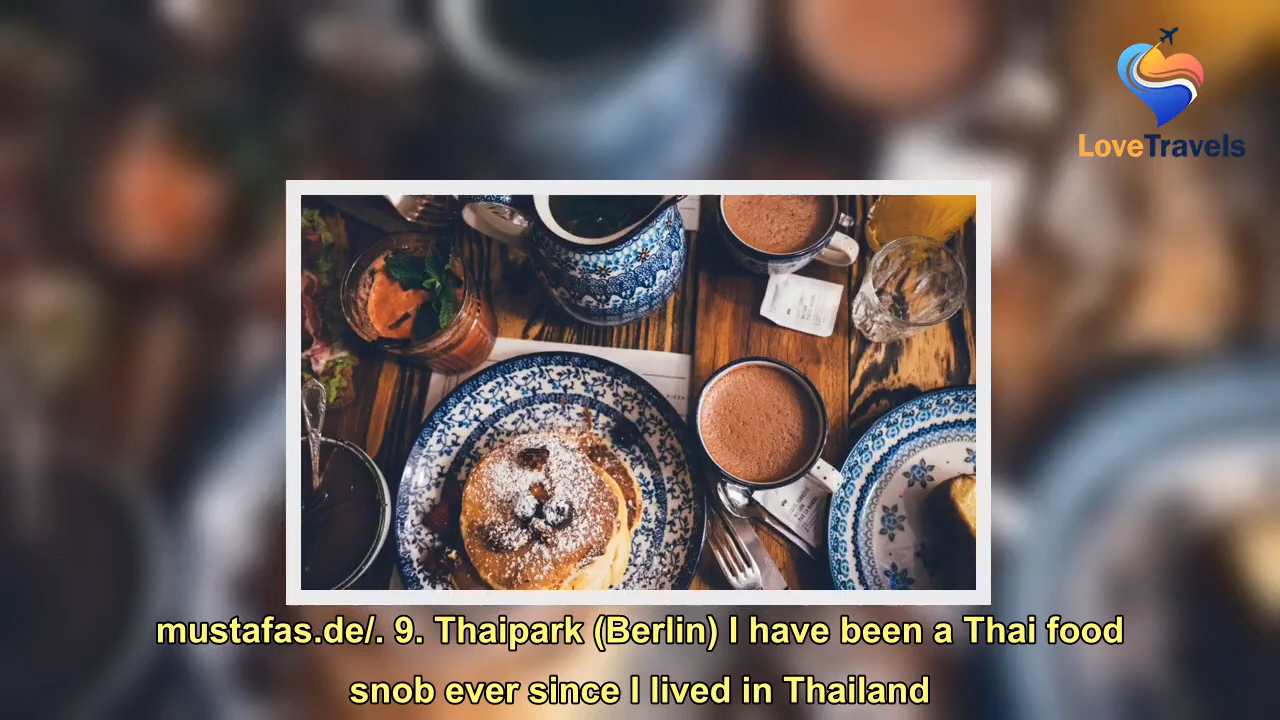 LoveTravels
mustafas.de/. 9. Thaipark (Berlin) I have been a Thai food
snob ever since I lived in Thailand